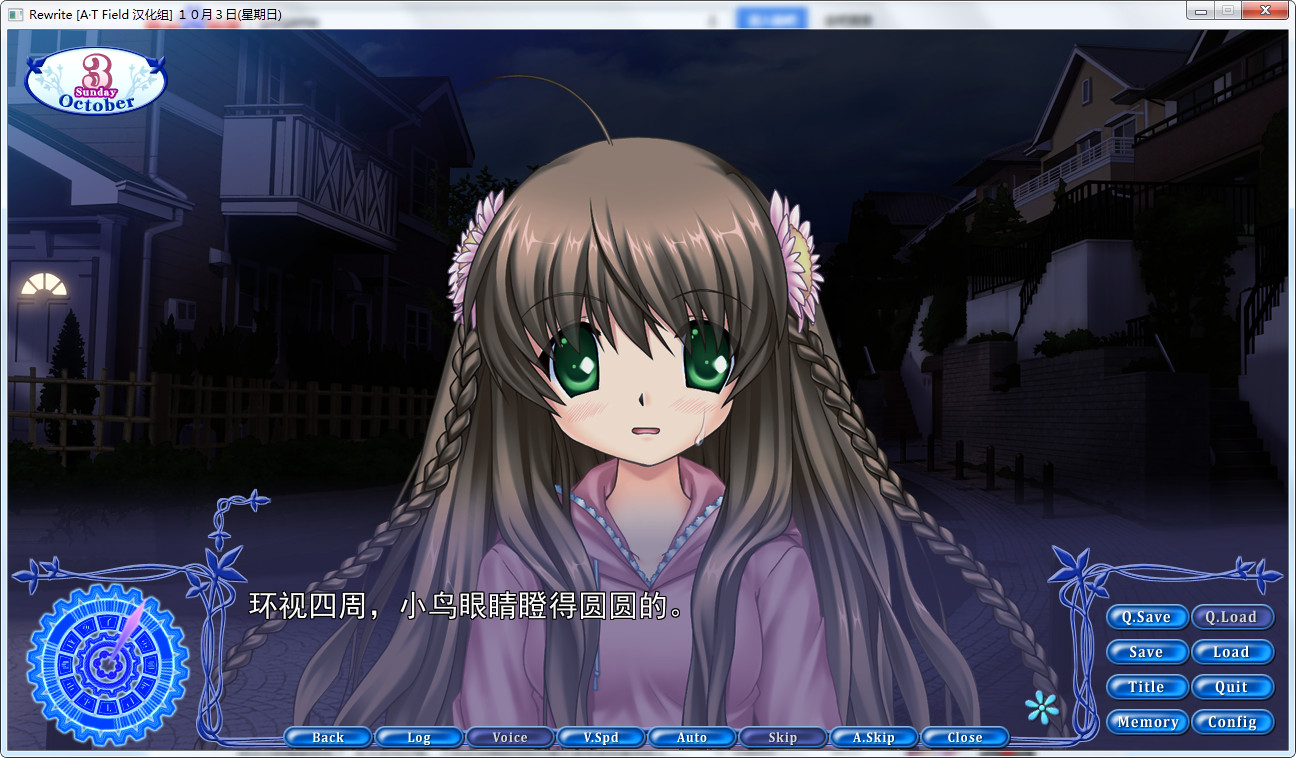 Rewrite [A·T Field 汉化组] １０月３日(星期日)
3
Sunday
October
环视四周，小鸟眼睛瞪得圆圆的。
Q.Save Q.Load
Save Load
Title Quit
Memory Config
Back Log Voice V.Spd Auto Skip A.Skip Close